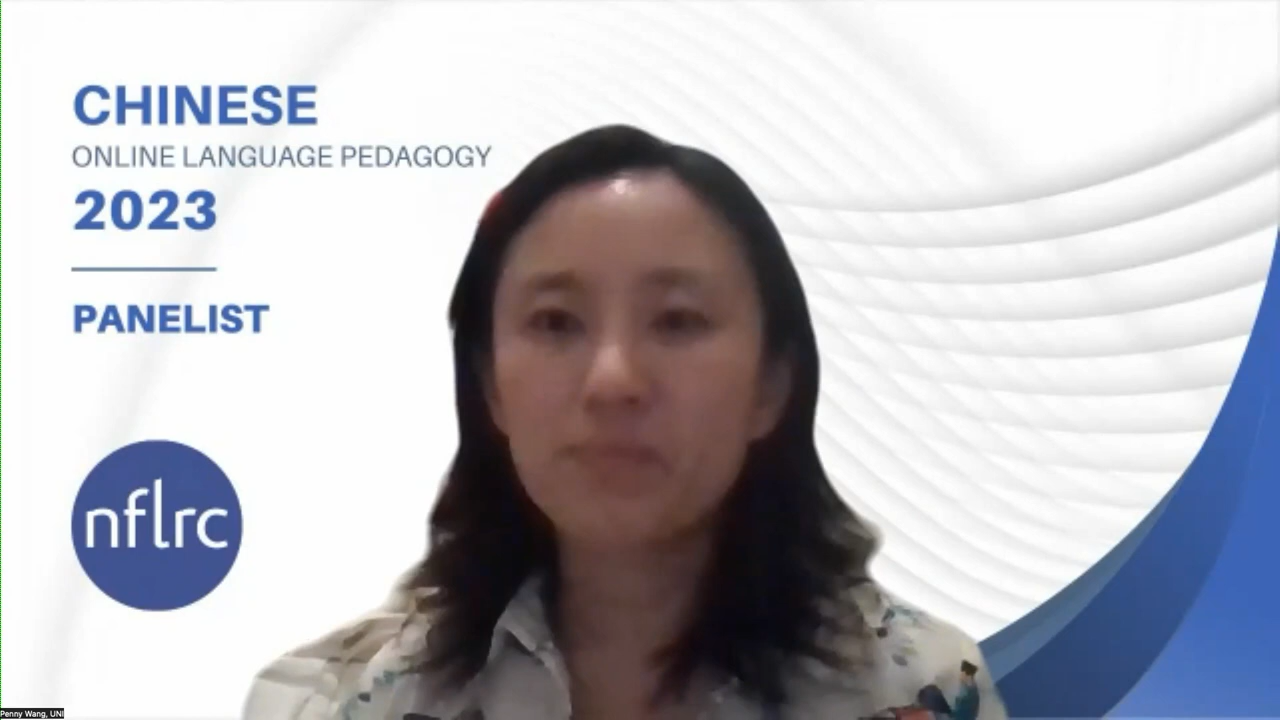 CHINESE
ONLINE LANGUAGE PEDAGOGY
2023
PANELIST
nflrc
Penny Wang, UNI